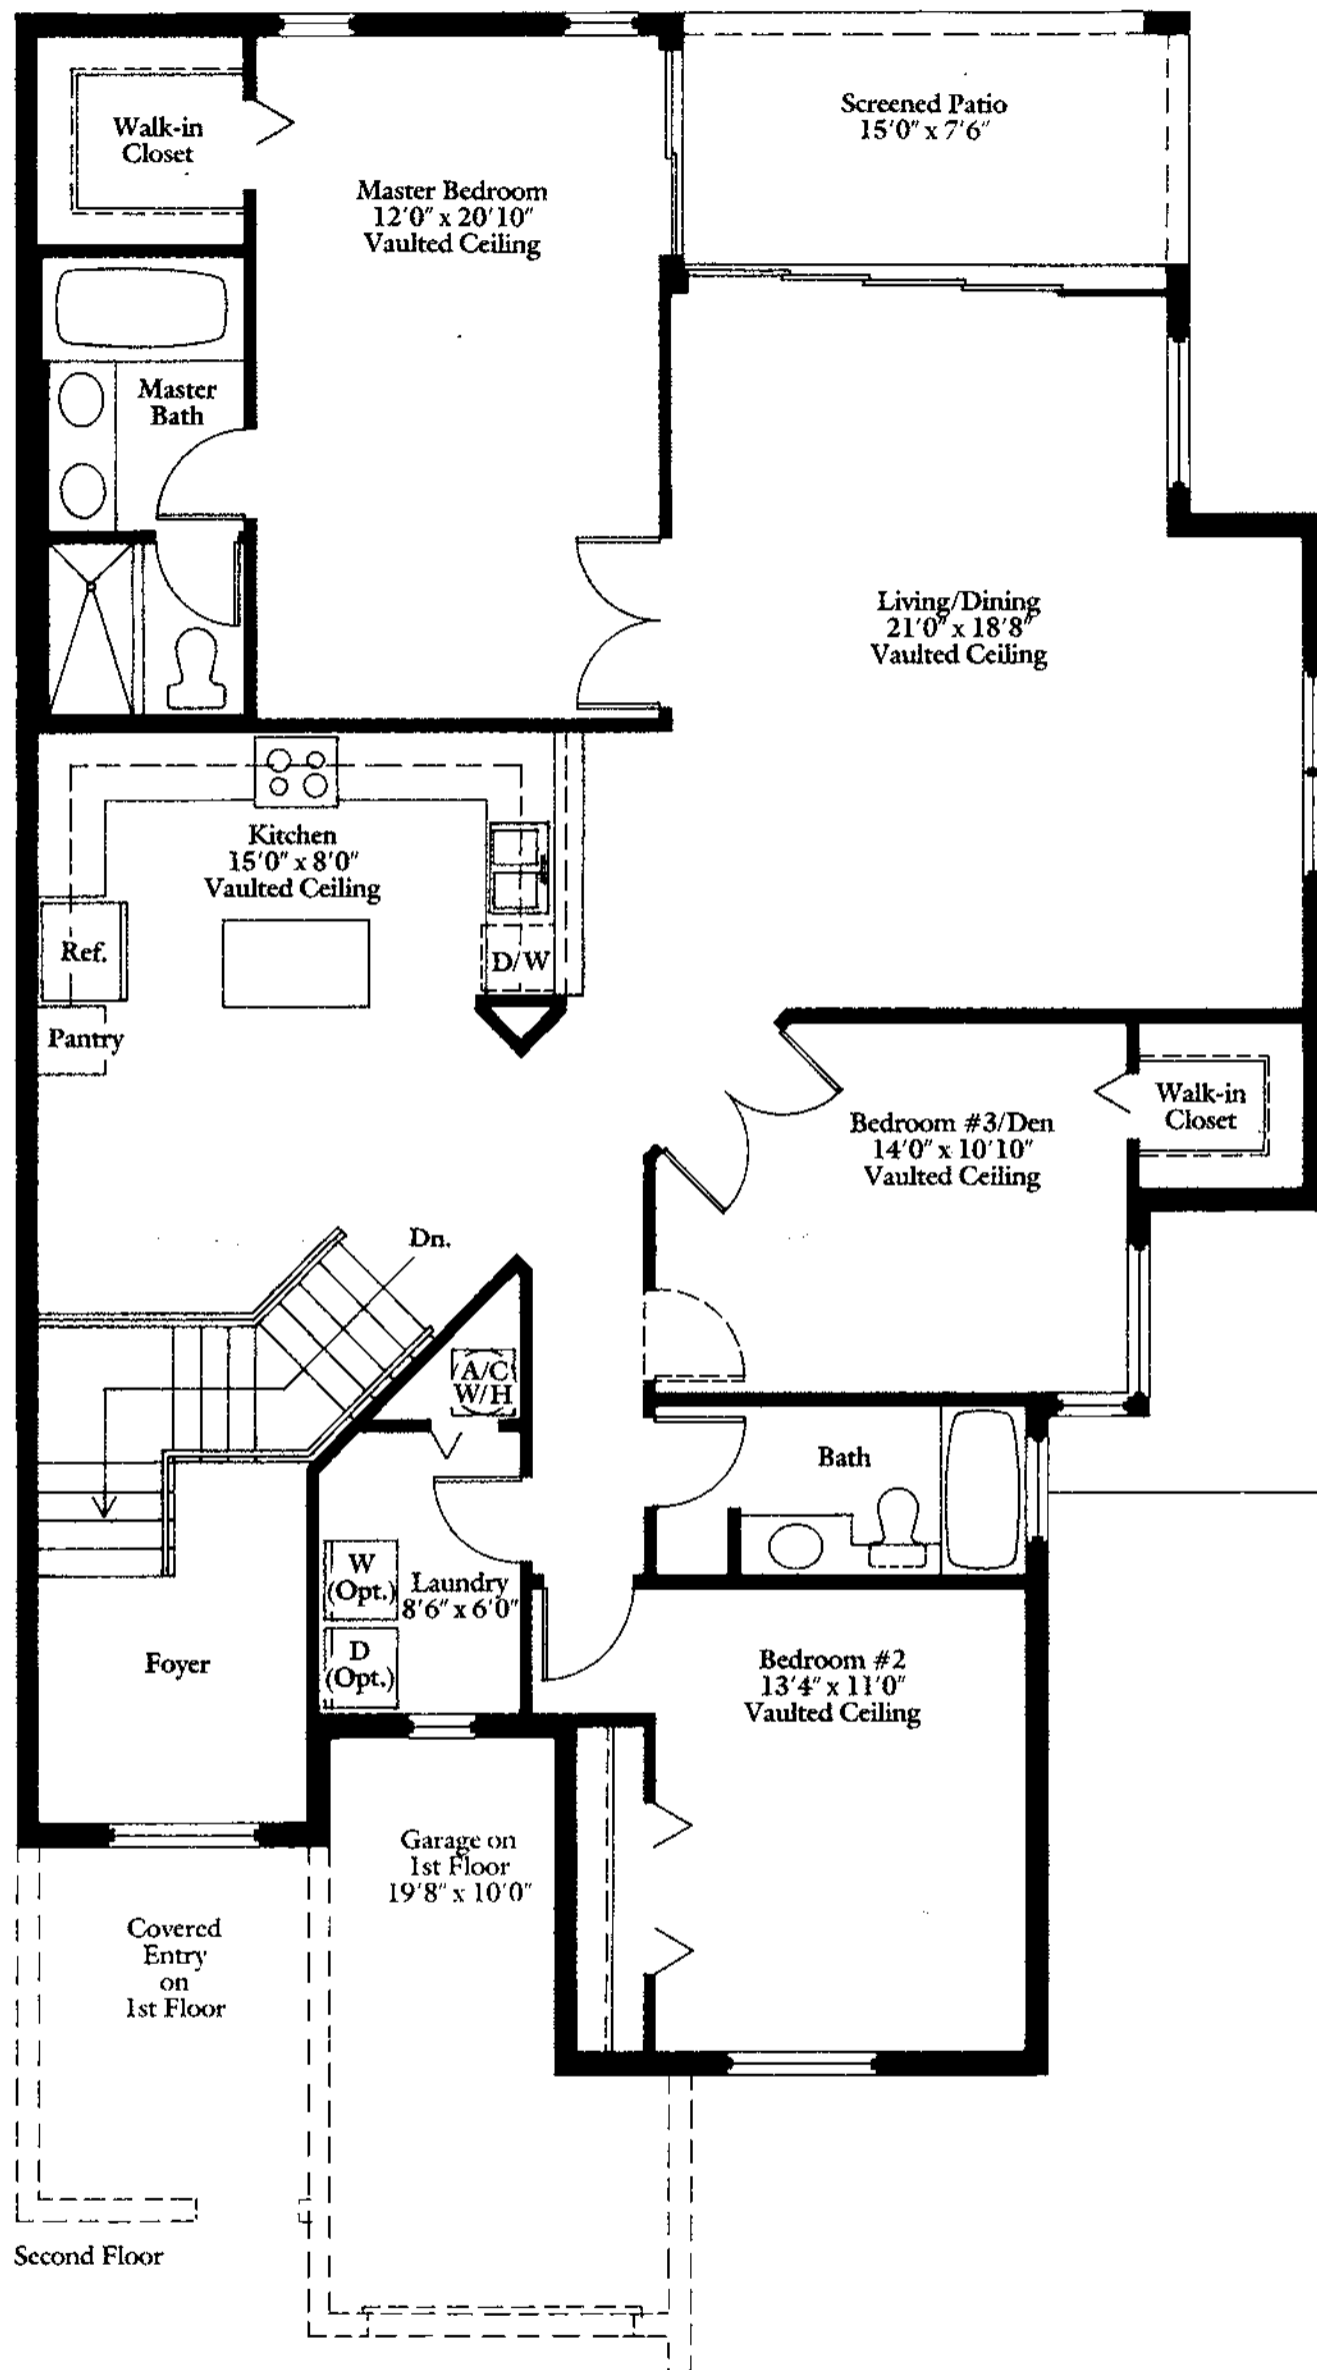 Screened Patio
15'0" x 7'6"
Walk-in
Closet
Master Bedroom
12'0" x 20'10"
Vaulted Ceiling
Master
Bath
Living/Dining
21'0" x 18'8"
Vaulted Ceiling
Kitchen
15'0" x 8'0"
Vaulted Ceiling
Ref.
D/W
Pantry
Walk-in
Closet
Bedroom #3/Den
14'0" x 10'10"
Vaulted Ceiling
Dn.
A/C
W/H
Bath
W
(Opt.)
Laundry
8'6" x 6'0"
D
(Opt.)
Foyer
Bedroom #2
13'4" x 11'0"
Vaulted Ceiling
Garage on
1st Floor
19'8" x 10'0"
Covered
Entry
on
1st Floor
Second Floor